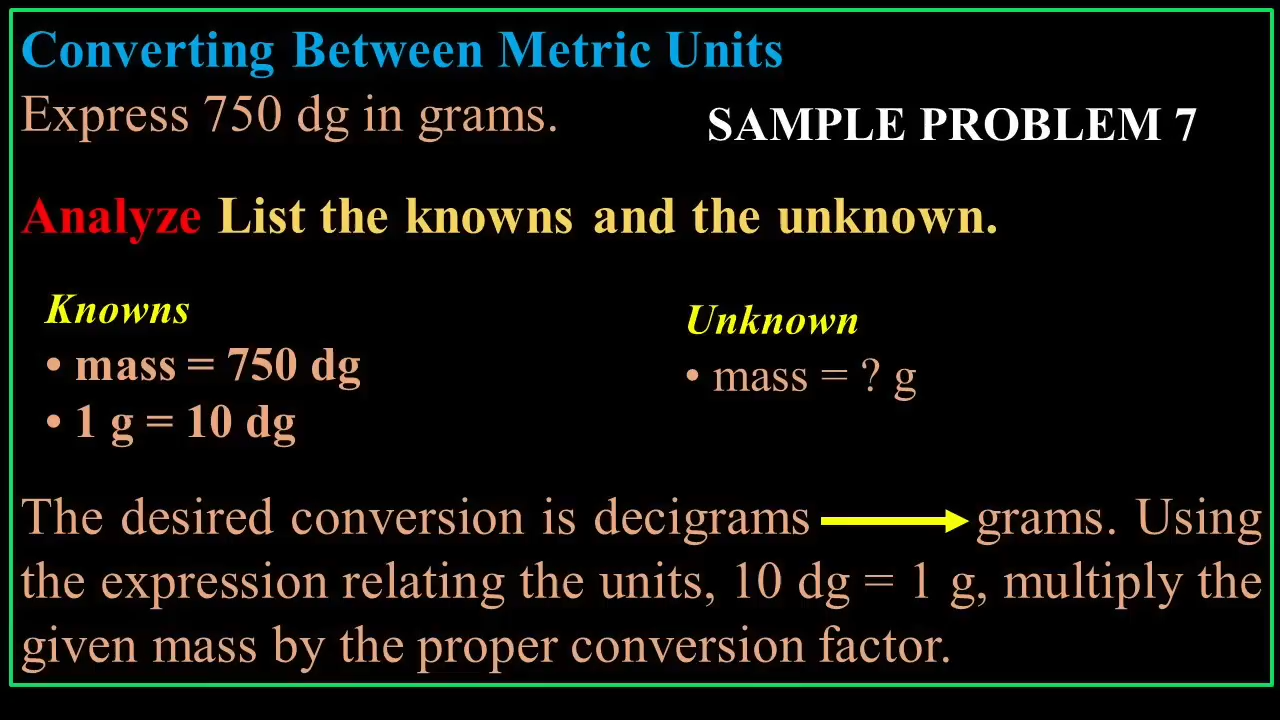 Converting Between Metric Units
Express 750 dg in grams.
SAMPLE PROBLEM 7
Analyze List the knowns and the unknown.
Knowns
• mass = 750 dg
• 1 g = 10 dg
Unknown
• mass = ? g
The desired conversion is decigrams ⟶ grams. Using
the expression relating the units, 10 dg = 1 g, multiply the
given mass by the proper conversion factor.